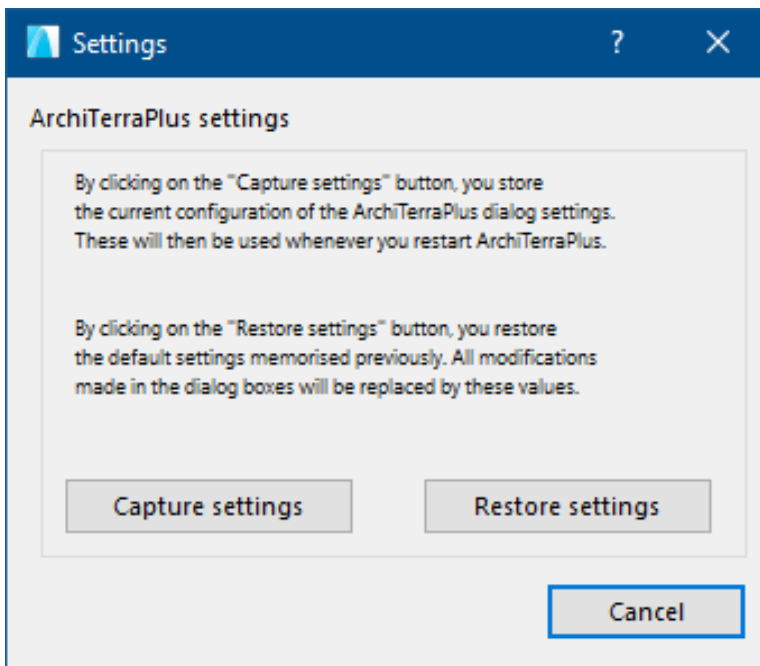 Settings
?
ArchiTerraPlus settings
By clicking on the "Capture settings" button, you store
the current configuration of the ArchiTerraPlus dialog settings.
These will then be used whenever you restart ArchiTerraPlus.
By clicking on the "Restore settings" button, you restore
the default settings memorised previously. All modifications
made in the dialog boxes will be replaced by these values.
Capture settings
Restore settings
Cancel